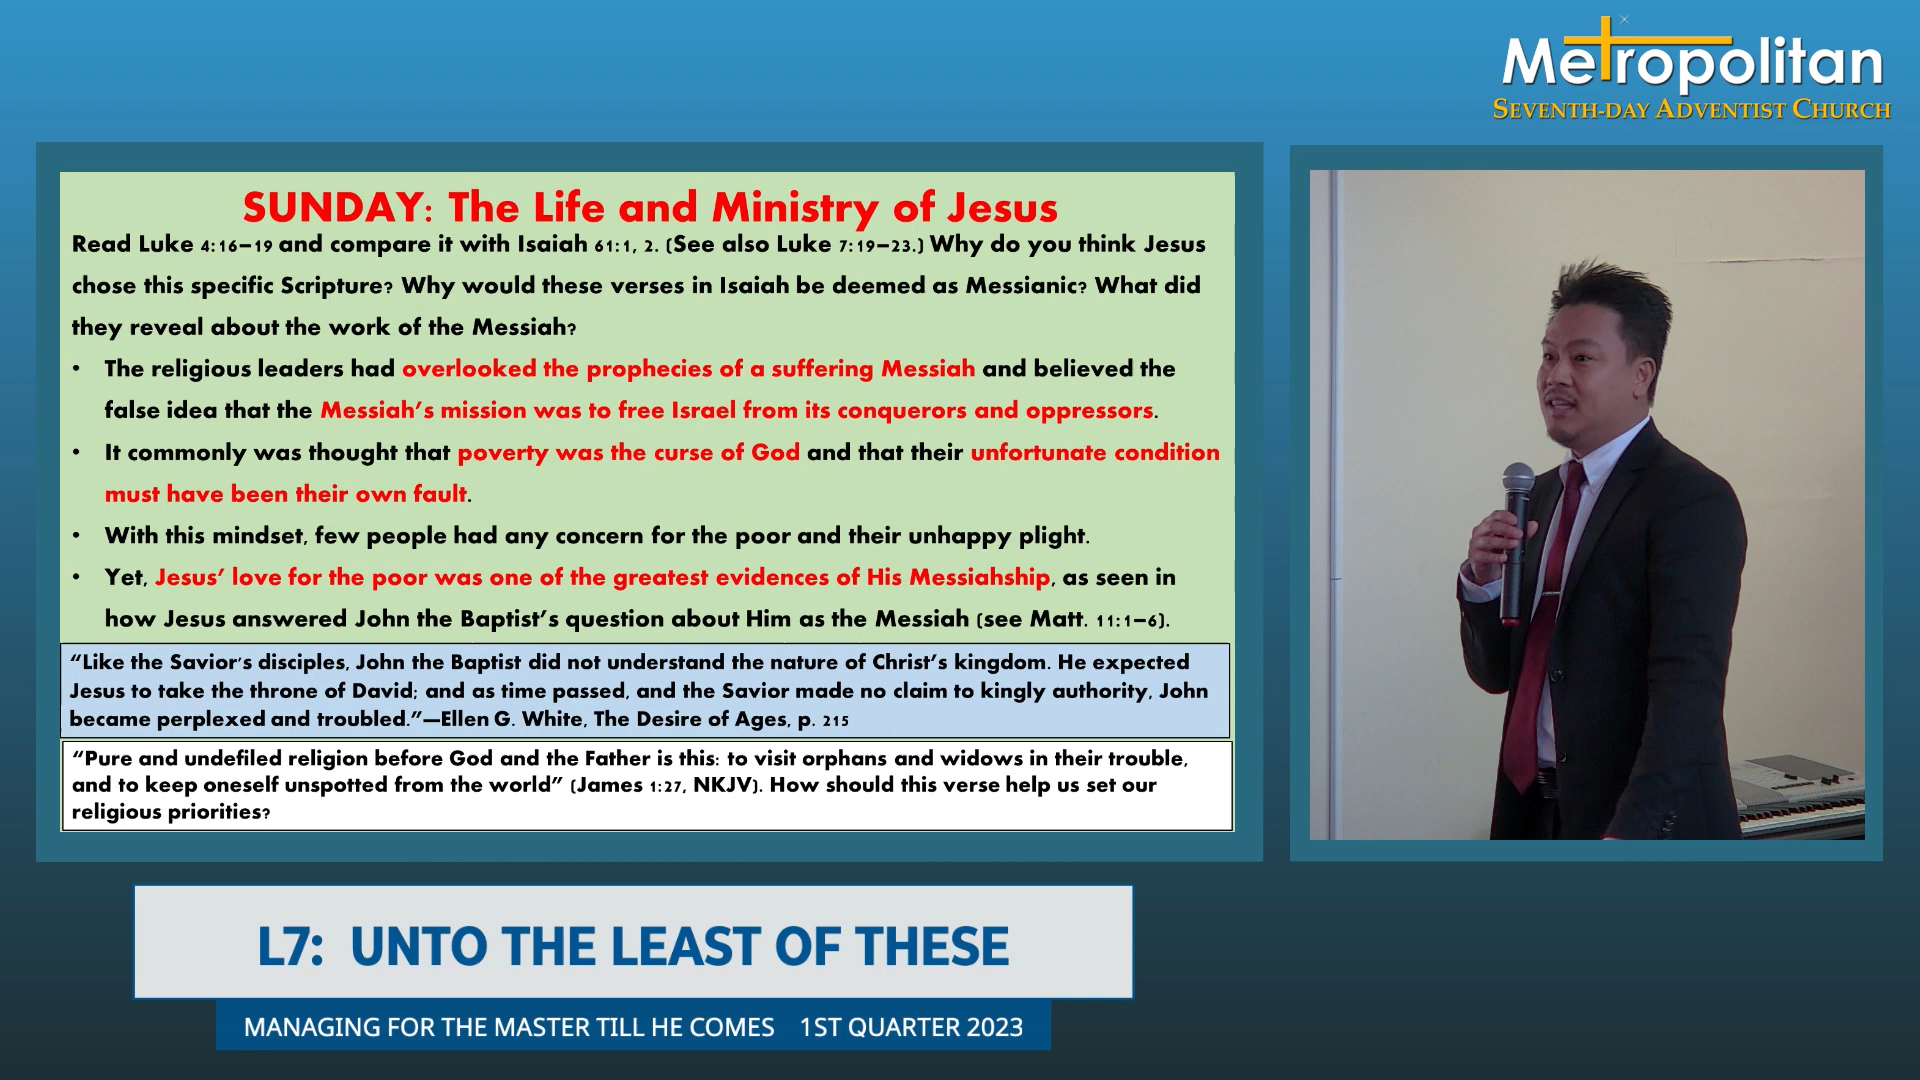 Metropolitan
SEVENTH-DAY ADVENTIST CHURCH
SUNDAY: The Life and Ministry of Jesus
Read Luke 4:16–19 and compare it with Isaiah 61:1, 2. (See also Luke 7:19–23.) Why do you think Jesus
chose this specific Scripture? Why would these verses in Isaiah be deemed as Messianic? What did
they reveal about the work of the Messiah?
• The religious leaders had overlooked the prophecies of a suffering Messiah and believed the
false idea that the Messiah’s mission was to free Israel from its conquerors and oppressors.
• It commonly was thought that poverty was the curse of God and that their unfortunate condition
must have been their own fault.
• With this mindset, few people had any concern for the poor and their unhappy plight.
• Yet, Jesus’ love for the poor was one of the greatest evidences of His Messiahship, as seen in
how Jesus answered John the Baptist’s question about Him as the Messiah (see Matt. 11:1–6).
“Like the Savior’s disciples, John the Baptist did not understand the nature of Christ’s kingdom. He expected
Jesus to take the throne of David; and as time passed, and the Savior made no claim to kingly authority, John
became perplexed and troubled.”—Ellen G. White, The Desire of Ages, p. 215
“Pure and undefiled religion before God and the Father is this: to visit orphans and widows in their trouble,
and to keep oneself unspotted from the world” (James 1:27, NKJV). How should this verse help us set our
religious priorities?
L7: UNTO THE LEAST OF THESE
MANAGING FOR THE MASTER TILL HE COMES 1ST QUARTER 2023